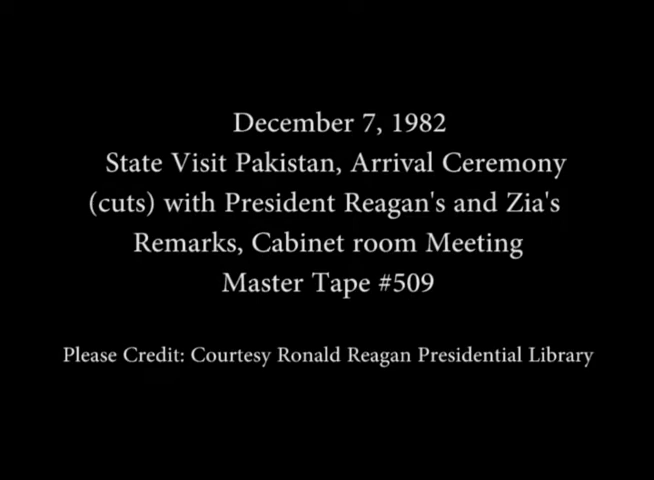 December 7, 1982
State Visit Pakistan, Arrival Ceremony
(cuts) with President Reagan's and Zia's
Remarks, Cabinet room Meeting
Master Tape #509
Please Credit: Courtesy Ronald Reagan Presidential Library